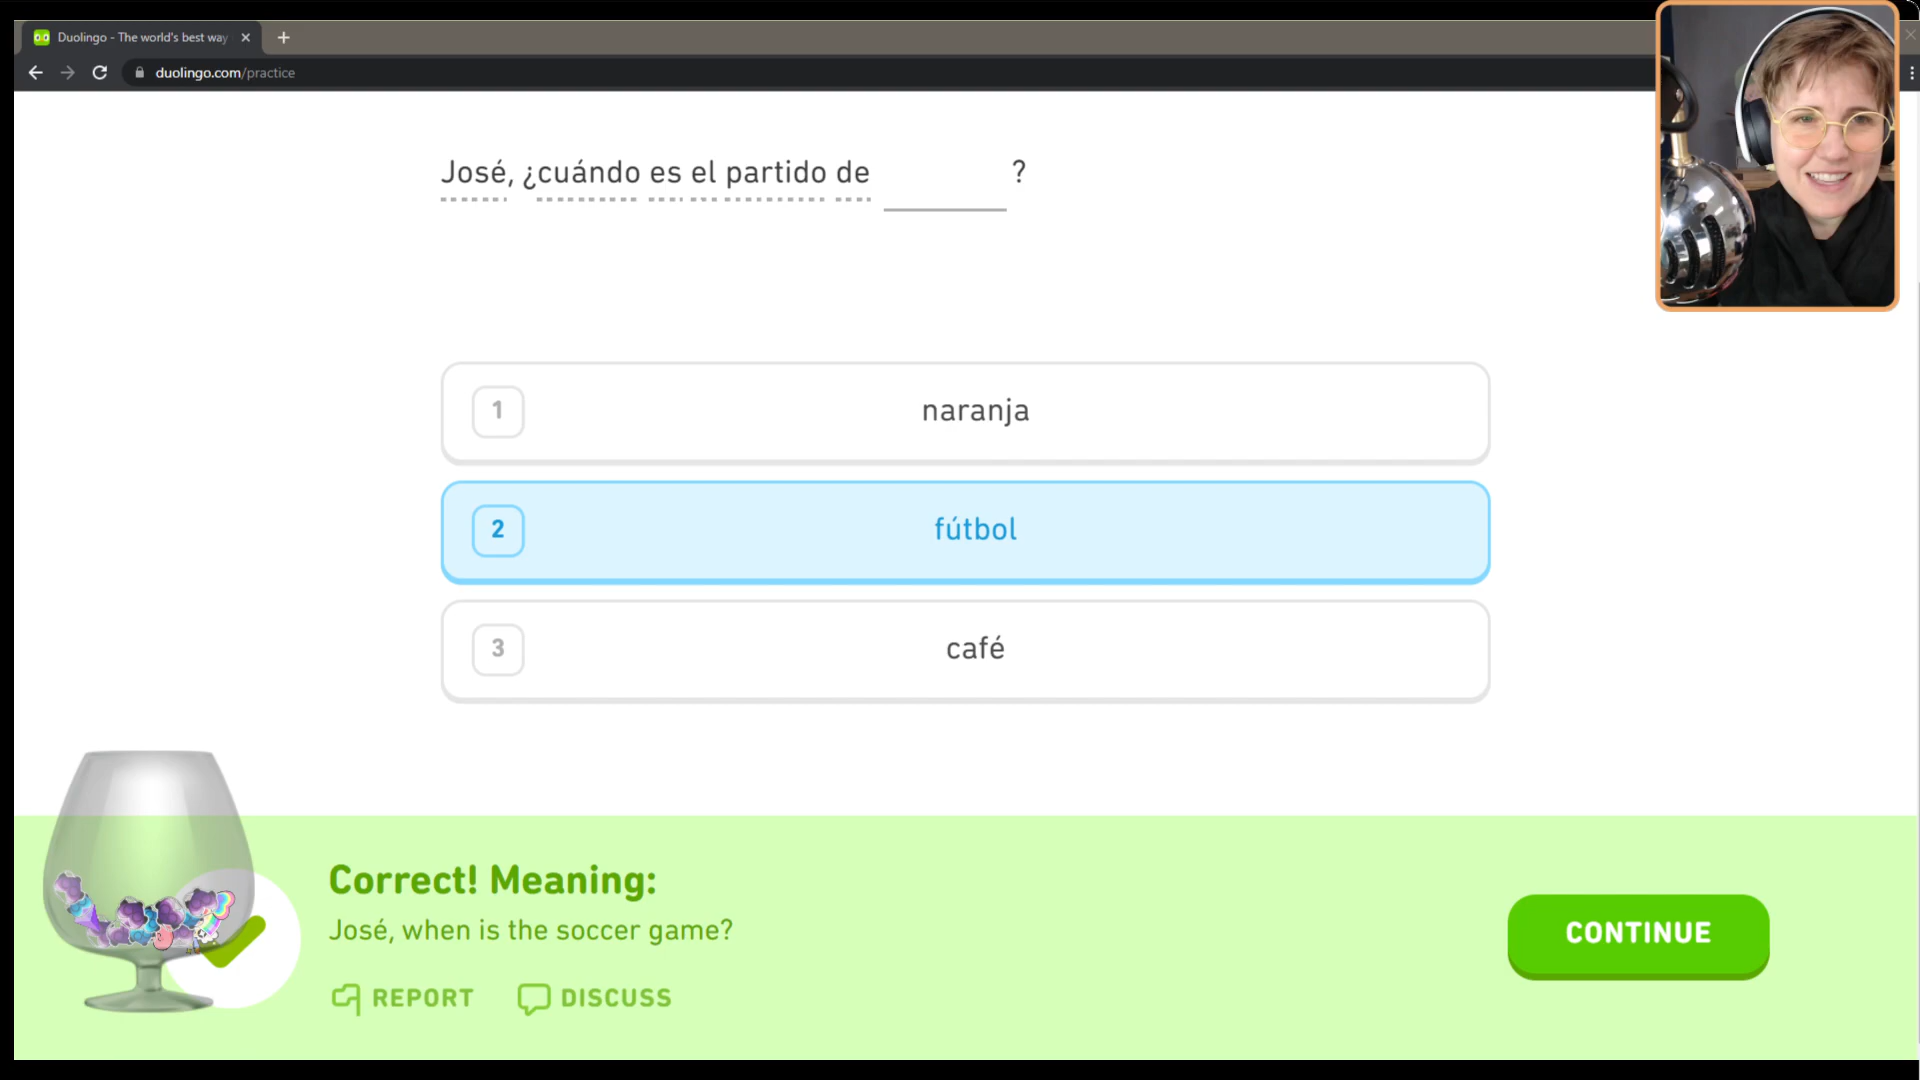 Duolingo - The world's best way
duolingo.com/practice
José, ¿cuándo es el partido de ?
1 naranja
2 fútbol
3 café
Correct! Meaning:
José, when is the soccer game?
REPORT DISCUSS
CONTINUE